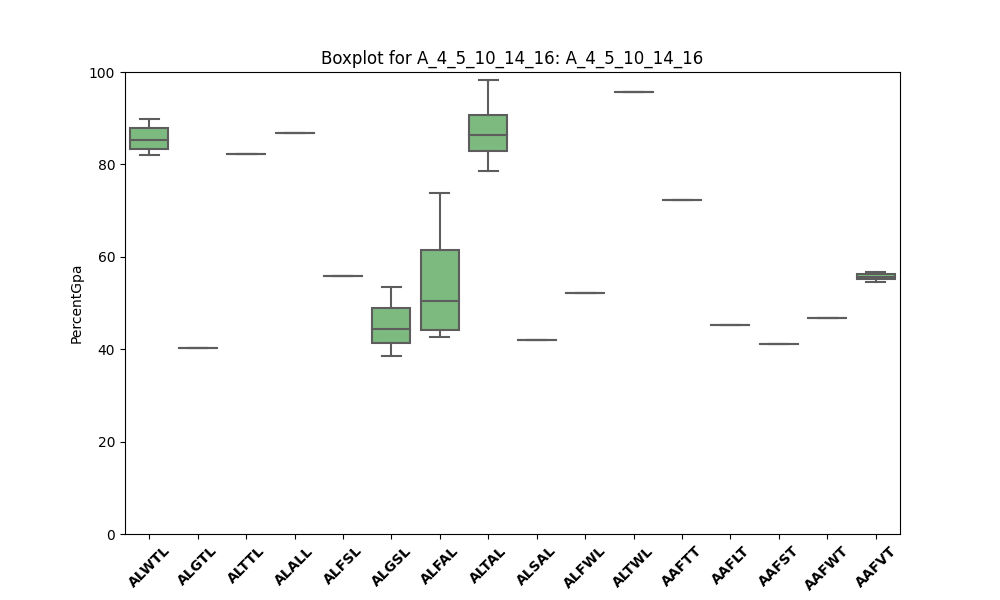 Boxplot for A_4_5_10_14_16: A_4_5_10_14_16
100
80
60
40
20
0
PercentGpa
ALWTL
ALGTL
ALTTL
ALALL
ALFSL
ALGSL
ALFAL
ALTAL
ALSAL
ALFWL
ALTWL
AAFTT
AAFLT
AAFST
AAFWT
AAFVT